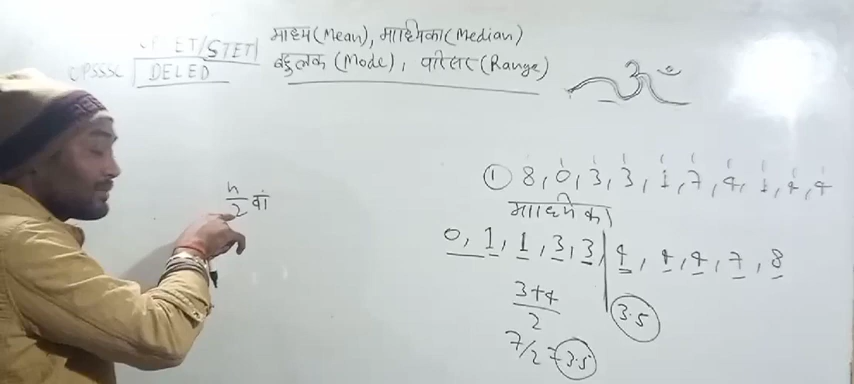 माध्य (Mean), माध्यिका (Median)
/STET
बहुलक (Mode), परिसर (Range)
UPSSSC DELED
ॐ
① 8, 0, 3, 3, 1, 7, 4, 1, 4, 4
माध्यिका
n/2 वां
0, 1, 1, 3, 3, 4, 4, 4, 7, 8
3+4
2
3.5
7/2 = 3.5